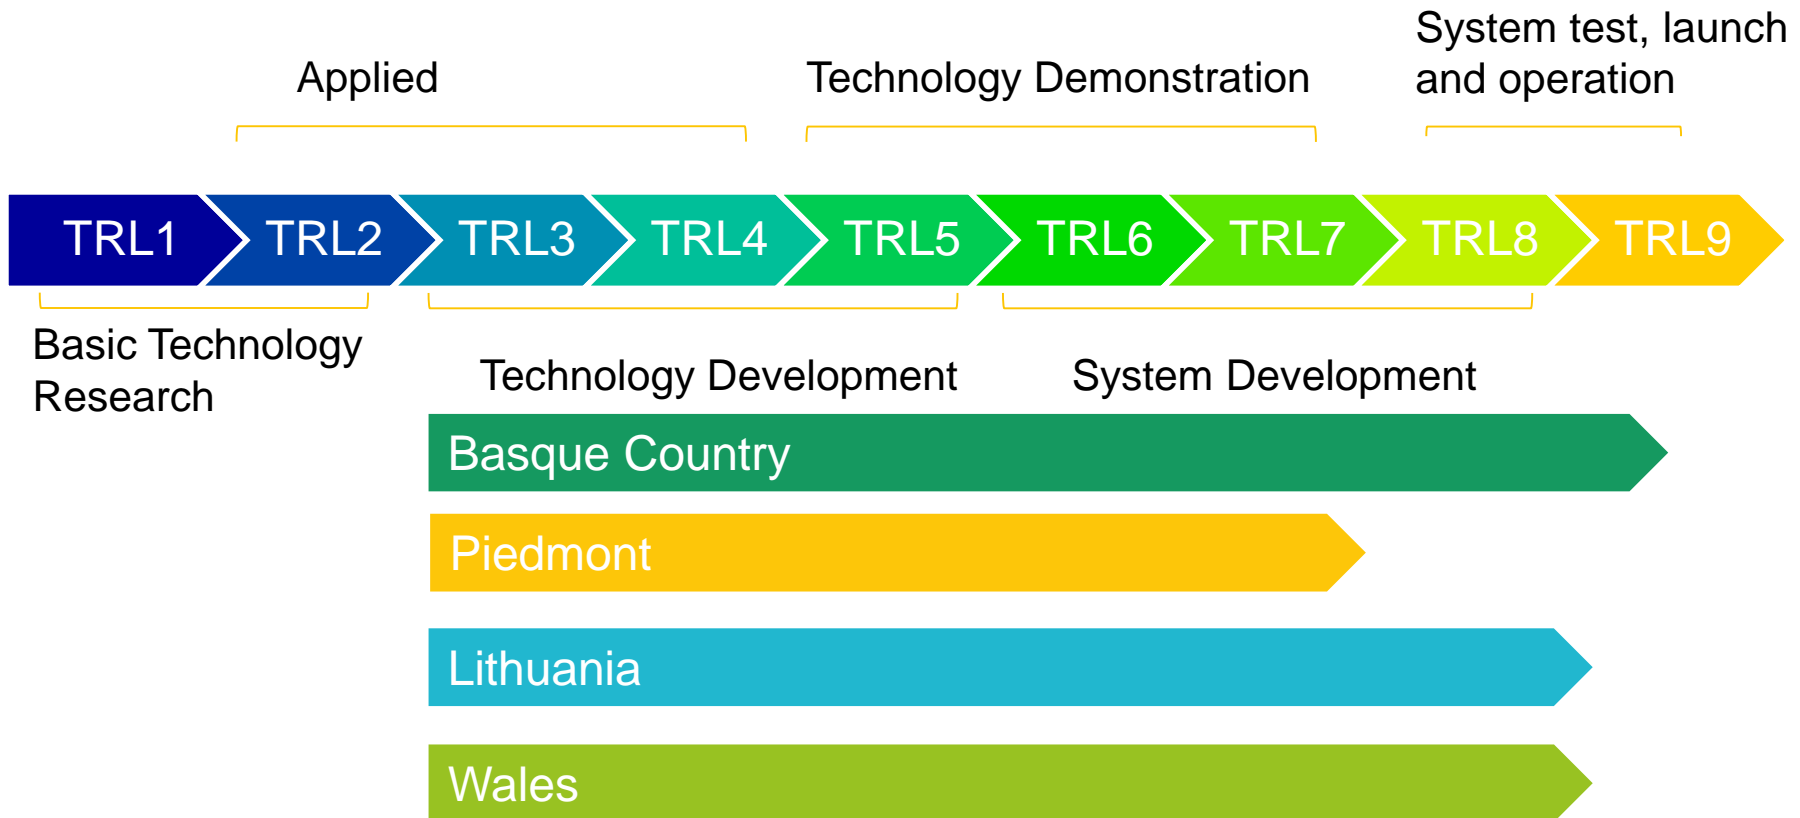 System test, launch
and operation
Applied
Technology Demonstration
TRL1
TRL2
TRL3
TRL4
TRL5
TRL6
TRL7
TRL8
TRL9
Basic Technology
Research
Technology Development
System Development
Basque Country
Piedmont
Lithuania
Wales